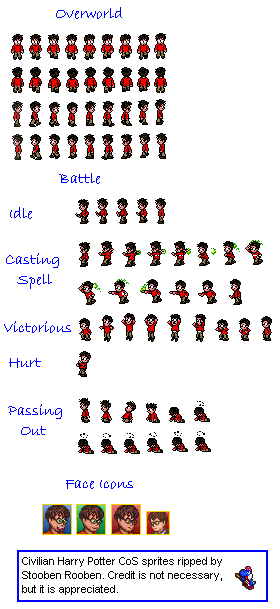 Overworld
Battle
Idle
Casting
Spell
Victorious
Hurt
Passing
Out
Face Icons
Civilian Harry Potter CoS sprites ripped by
Stooben Rooben. Credit is not necessary,
but it is appreciated.